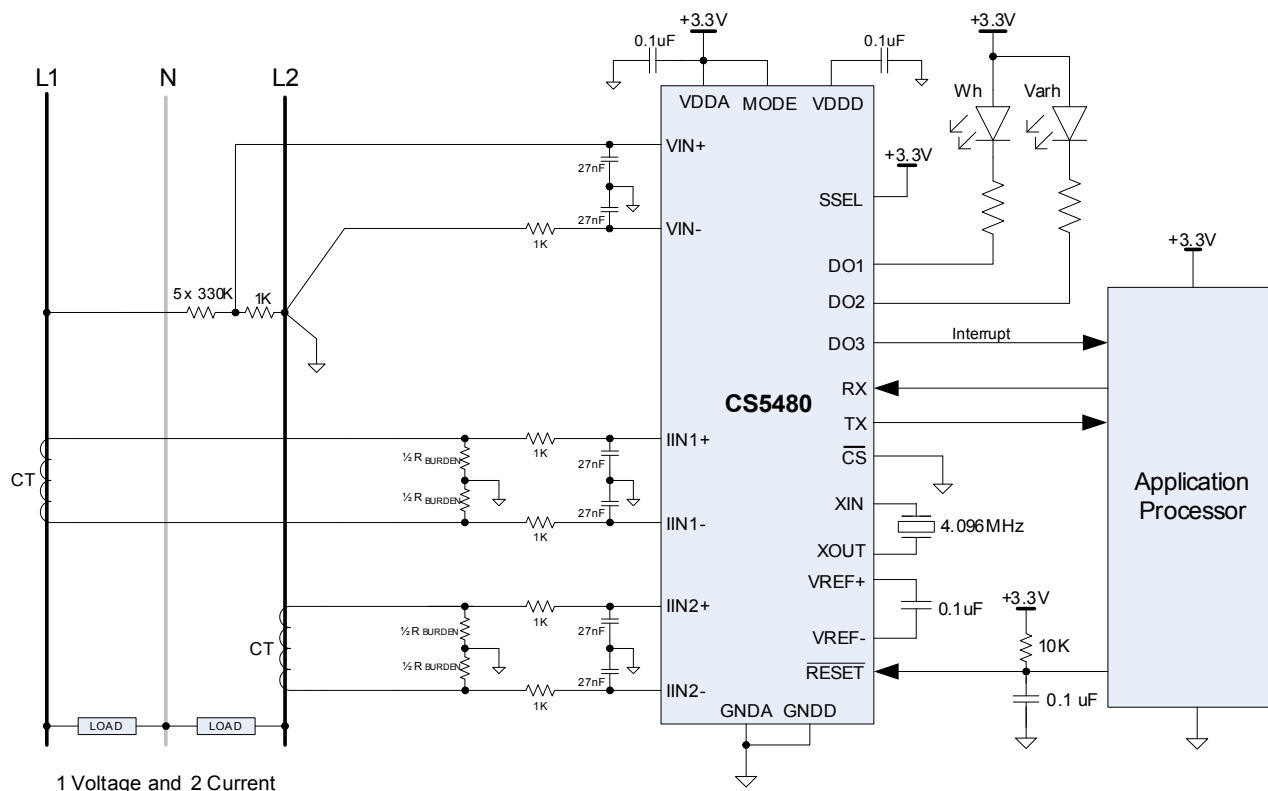 +3.3V
+3.3V
0.1uF
0.1uF
L1
N
L2
VDDA
MODE
VDDD
Wh
Varh
VIN+
27nF
+3.3V
SSEL
27nF
VIN-
1K
+3.3V
DO1
5 x 330K
1K
DO2
Interrupt
DO3
RX
CS5480
TX
IIN1+
CT
½ R BURDEN
1K
27nF
CS
Application
Processor
½ R BURDEN
27nF
XIN
4.096MHz
IIN1-
1K
XOUT
VREF+
IIN2+
1K
0.1uF
+3.3V
CT
½ R BURDEN
27nF
VREF-
10K
½ R BURDEN
27nF
RESET
IIN2-
1K
0.1 uF
GNDA
GNDD
LOAD
LOAD
1 Voltage and 2 Current